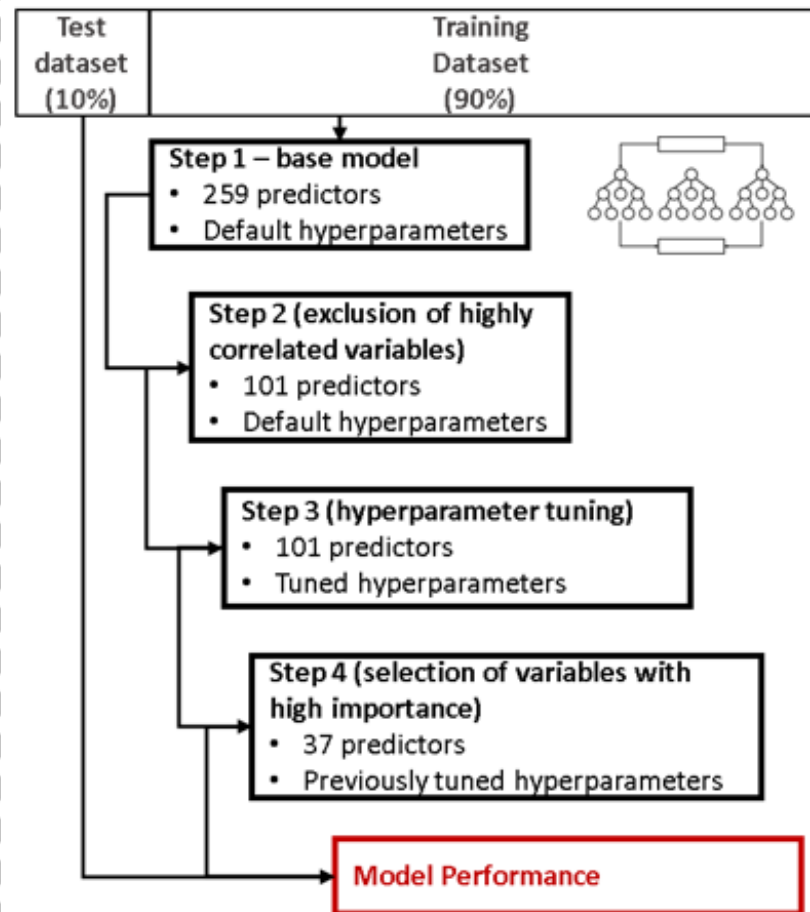 Test
dataset
(10%)
Training
Dataset
(90%)
Step 1 – base model
• 259 predictors
• Default hyperparameters
Step 2 (exclusion of highly
correlated variables)
• 101 predictors
• Default hyperparameters
Step 3 (hyperparameter tuning)
• 101 predictors
• Tuned hyperparameters
Step 4 (selection of variables with
high importance)
• 37 predictors
• Previously tuned hyperparameters
Model Performance